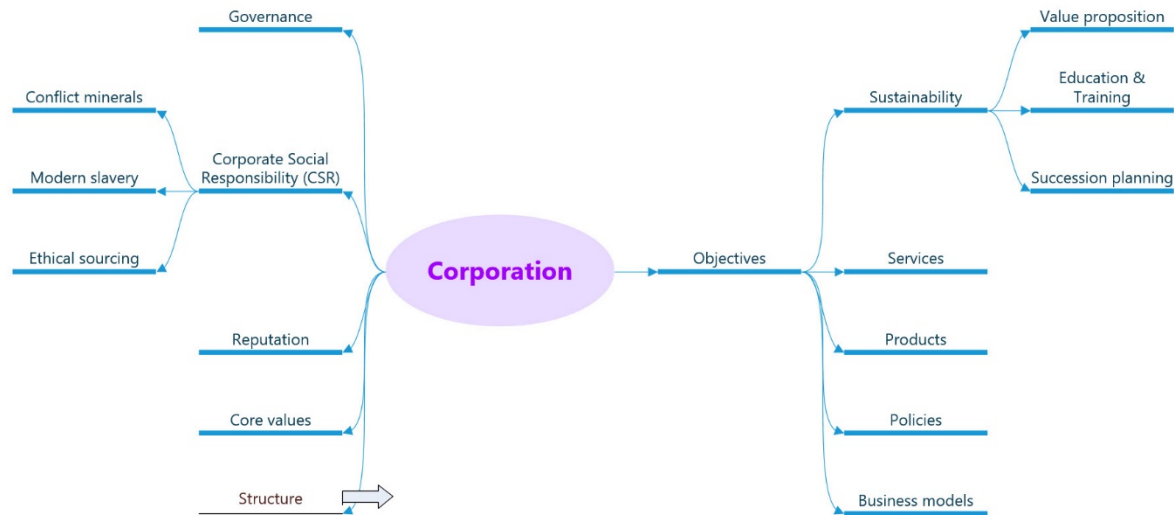 Governance
Conflict minerals
Corporate Social
Responsibility (CSR)
Modern slavery
Ethical sourcing
Reputation
Core values
Structure
Corporation
Objectives
Sustainability
Value proposition
Education &
Training
Succession planning
Services
Products
Policies
Business models